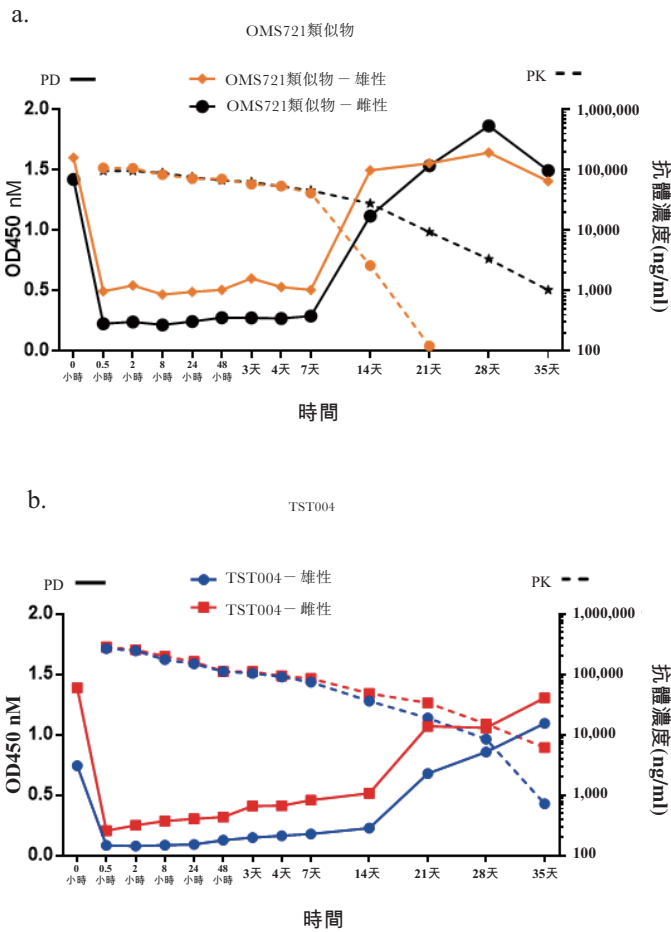 a.
OMS721類似物
PD
OMS721類似物－雄性
OMS721類似物－雌性
PK
2.0
1.5
1.0
0.5
0.0
OD450 nM
1,000,000
100,000
10,000
1,000
100
抗體濃度(ng/ml)
0 0.5 2 8 24 48 3天 4天 7天 14天 21天 28天 35天
小時 小時 小時 小時 小時 小時
時間
b.
TST004
PD
TST004－雄性
TST004－雌性
PK
2.0
1.5
1.0
0.5
0.0
OD450 nM
1,000,000
100,000
10,000
1,000
100
抗體濃度(ng/ml)
0 0.5 2 8 24 48 3天 4天 7天 14天 21天 28天 35天
小時 小時 小時 小時 小時 小時
時間